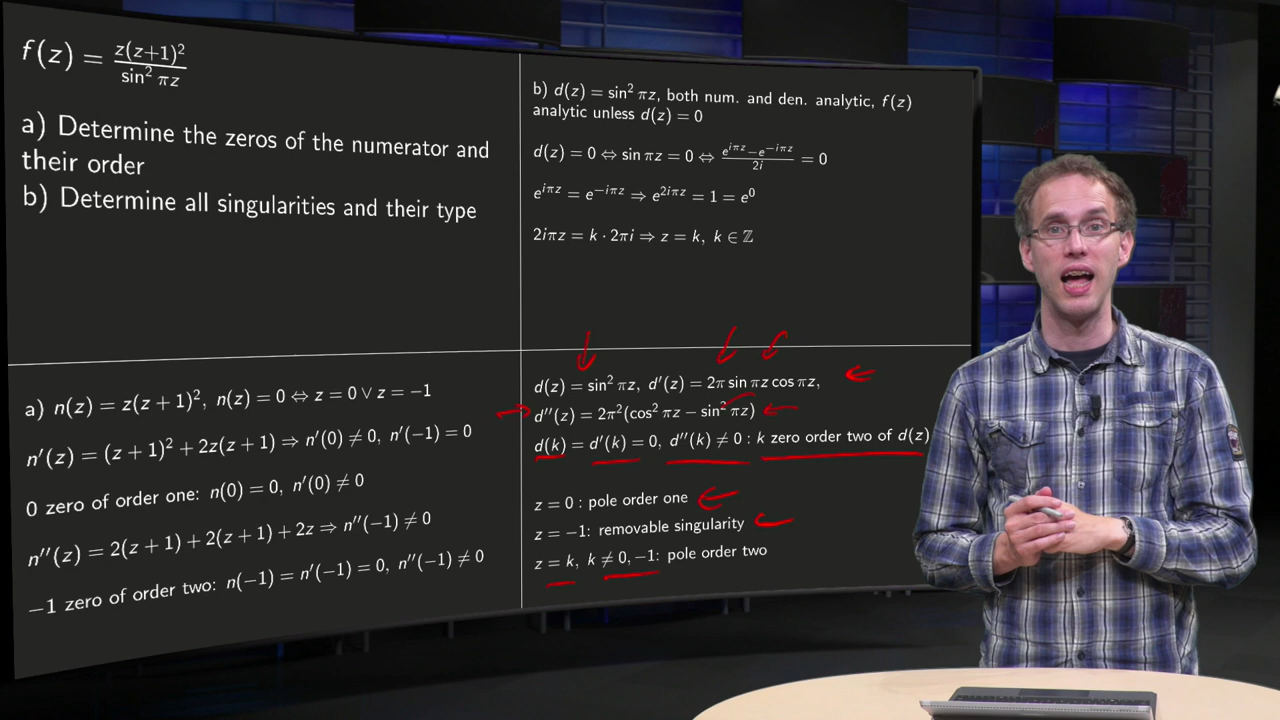 f(z) = z(z+1)² / sin² πz
a) Determine the zeros of the numerator and
their order
b) Determine all singularities and their type
b) d(z) = sin² πz, both num. and den. analytic, f(z)
analytic unless d(z) = 0
d(z) = 0 ⇔ sin πz = 0 ⇔ (e^{iπz} − e^{−iπz}) / 2i = 0
e^{iπz} = e^{−iπz} ⇒ e^{2iπz} = 1 = e⁰
2iπz = k · 2πi ⇒ z = k, k ∈ ℤ
a) n(z) = z(z + 1)², n(z) = 0 ⇔ z = 0 ∨ z = −1
n′(z) = (z + 1)² + 2z(z + 1) ⇒ n′(0) ≠ 0, n′(−1) = 0
0 zero of order one: n(0) = 0, n′(0) ≠ 0
n″(z) = 2(z + 1) + 2(z + 1) + 2z ⇒ n″(−1) ≠ 0
−1 zero of order two: n(−1) = n′(−1) = 0, n″(−1) ≠ 0
d(z) = sin² πz, d′(z) = 2π sin πz cos πz,
d″(z) = 2π²(cos² πz − sin² πz)
d(k) = d′(k) = 0, d″(k) ≠ 0 : k zero order two of d(z)
z = 0 : pole order one
z = −1: removable singularity
z = k, k ≠ 0, −1: pole order two